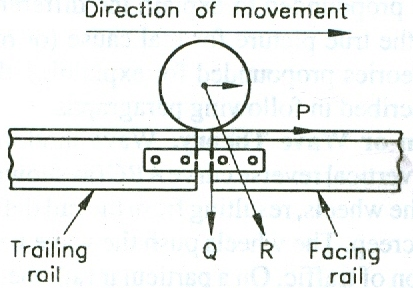 Direction of movement
P
Trailing rail
Q
R
Facing rail